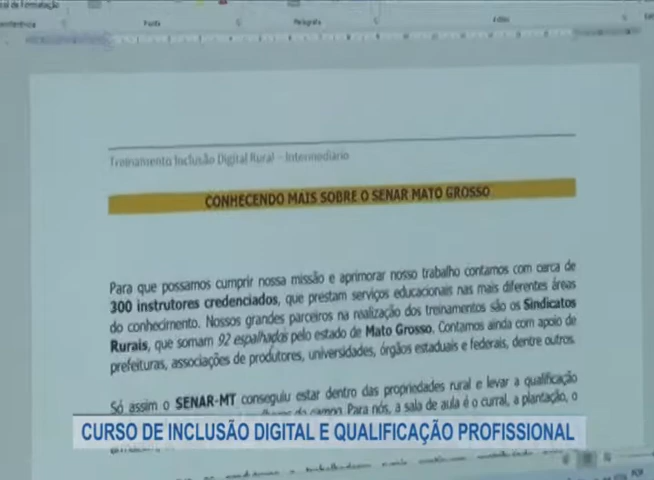 Fonte
Parágrafo
Treinamento Inclusão Digital Rural – Intermediário
CONHECENDO MAIS SOBRE O SENAR MATO GROSSO
Para que possamos cumprir nossa missão e aprimorar nosso trabalho contamos com cerca de
300 instrutores credenciados, que prestam serviços educacionais nas mais diferentes áreas
do conhecimento. Nossos grandes parceiros na realização dos treinamentos são os Sindicatos
Rurais, que somam 92 espalhados pelo estado de Mato Grosso. Contamos ainda com apoio de
prefeituras, associações de produtores, universidades, órgãos estaduais e federais, dentre outros.
Só assim o SENAR-MT conseguiu estar dentro das propriedades rural e levar a qualificação
do campo. Para nós, a sala de aula é o curral, a plantação, o
CURSO DE INCLUSÃO DIGITAL E QUALIFICAÇÃO PROFISSIONAL